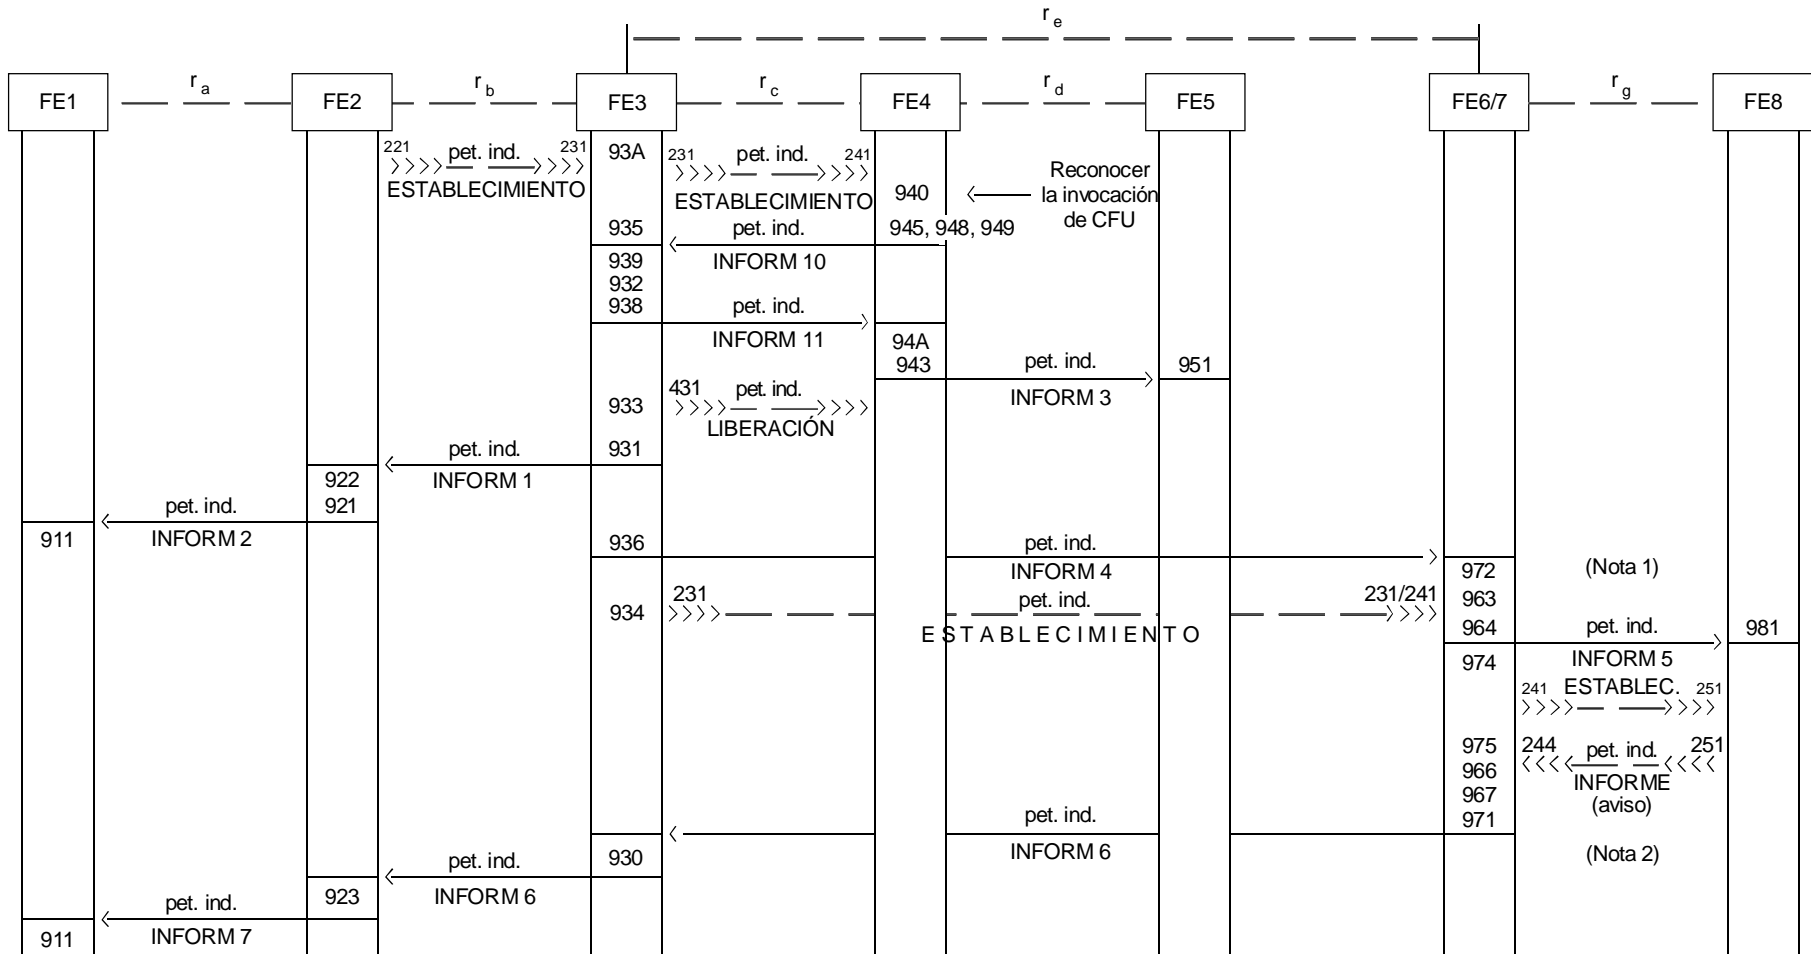 r e
r a
r b
r c
r d
r g
FE1
FE2
FE3
FE4
FE5
FE6/7
FE8
221 pet. ind. 231
ESTABLECIMIENTO
93A
231 pet. ind. 241
ESTABLECIMIENTO
940
Reconocer
la invocación
de CFU
935
pet. ind.
945, 948, 949
INFORM 10
939
932
938
pet. ind.
INFORM 11
94A
943
pet. ind.
951
INFORM 3
933
431 pet. ind.
LIBERACIÓN
931
pet. ind.
INFORM 1
922
921
pet. ind.
INFORM 2
911
936
pet. ind.
INFORM 4
972
(Nota 1)
934
231
pet. ind.
231/241
963
ESTABLECIMIENTO
964
pet. ind.
981
INFORM 5
974
241 ESTABLEC. 251
975
244 pet. ind. 251
966
INFORME
967
(aviso)
971
pet. ind.
INFORM 6
(Nota 2)
930
pet. ind.
INFORM 6
923
pet. ind.
INFORM 7
911